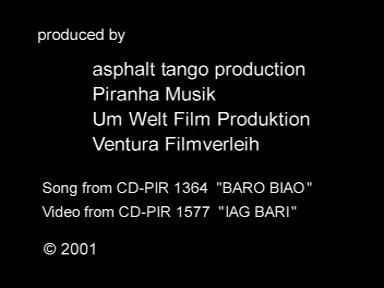 produced by
asphalt tango production
Piranha Musik
Um Welt Film Produktion
Ventura Filmverleih
Song from CD-PIR 1364 "BARO BIAO"
Video from CD-PIR 1577 "IAG BARI"
© 2001